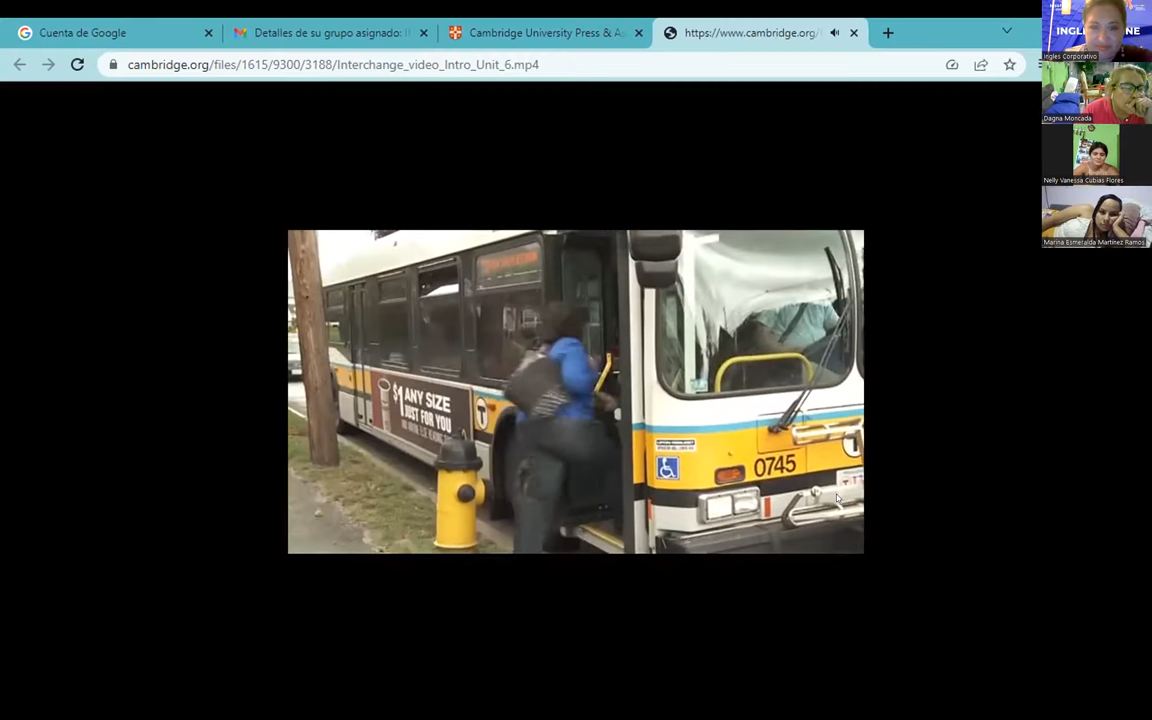 Cuenta de Google
Detalles de su grupo asignado: I
Cambridge University Press & A
https://www.cambridge.org/
cambridge.org/files/1615/9300/3188/Interchange_video_Intro_Unit_6.mp4
Ingles Corporativo
Dagna Moncada
Nelly Vanessa Cubias Flores
Marina Esmeralda Martinez Ramos
$1 ANY SIZE
JUST FOR YOU
T
0745
T